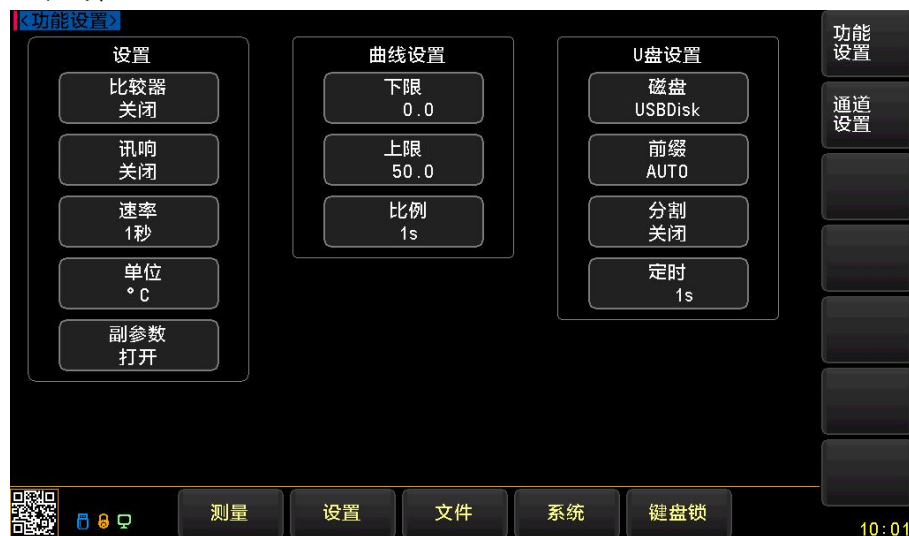 <功能设置>
设置
比较器
关闭
讯响
关闭
速率
1秒
单位
°C
副参数
打开
曲线设置
下限
0.0
上限
50.0
比例
1s
U盘设置
磁盘
USBDisk
前缀
AUTO
分割
关闭
定时
1s
功能
设置
通道
设置
测量
设置
文件
系统
键盘锁
10:01